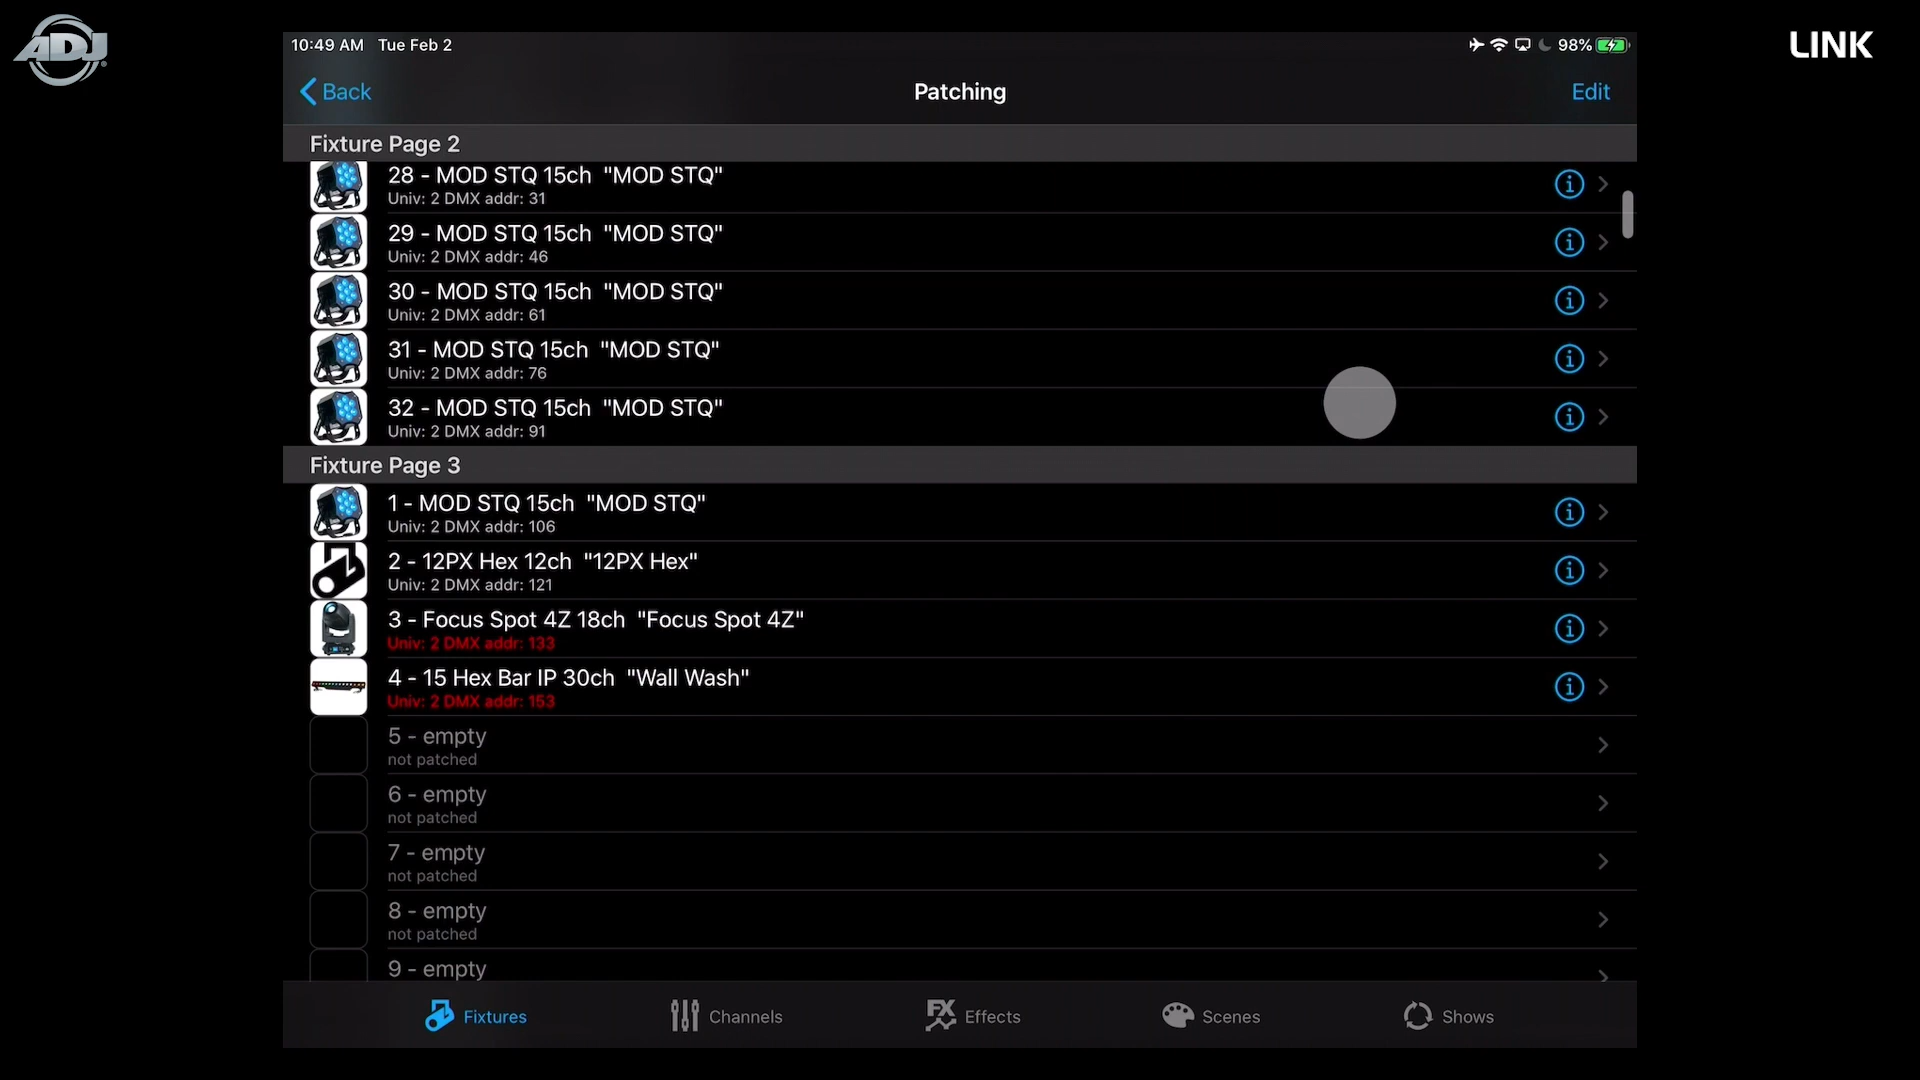 ADJ
LINK
10:49 AM Tue Feb 2
98%
Back
Patching
Edit
Fixture Page 2
28 - MOD STQ 15ch "MOD STQ"
Univ: 2 DMX addr: 31
29 - MOD STQ 15ch "MOD STQ"
Univ: 2 DMX addr: 46
30 - MOD STQ 15ch "MOD STQ"
Univ: 2 DMX addr: 61
31 - MOD STQ 15ch "MOD STQ"
Univ: 2 DMX addr: 76
32 - MOD STQ 15ch "MOD STQ"
Univ: 2 DMX addr: 91
Fixture Page 3
1 - MOD STQ 15ch "MOD STQ"
Univ: 2 DMX addr: 106
2 - 12PX Hex 12ch "12PX Hex"
Univ: 2 DMX addr: 121
3 - Focus Spot 4Z 18ch "Focus Spot 4Z"
Univ: 2 DMX addr: 133
4 - 15 Hex Bar IP 30ch "Wall Wash"
Univ: 2 DMX addr: 153
5 - empty
not patched
6 - empty
not patched
7 - empty
not patched
8 - empty
not patched
9 - empty
Fixtures
Channels
FX
Effects
Scenes
Shows